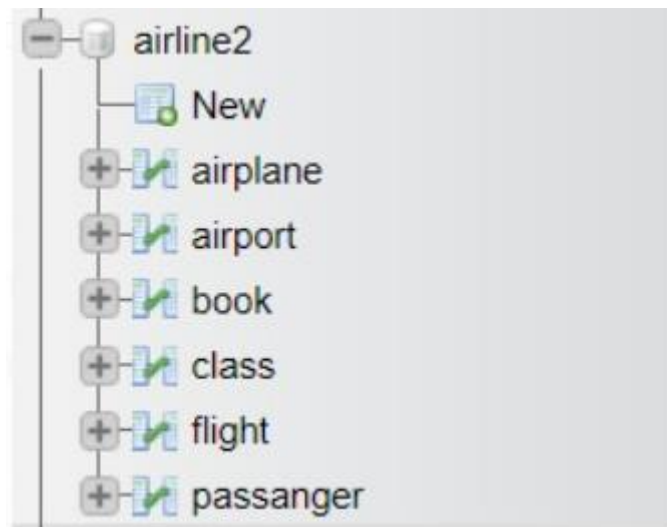 airline2
New
airplane
airport
book
class
flight
passanger